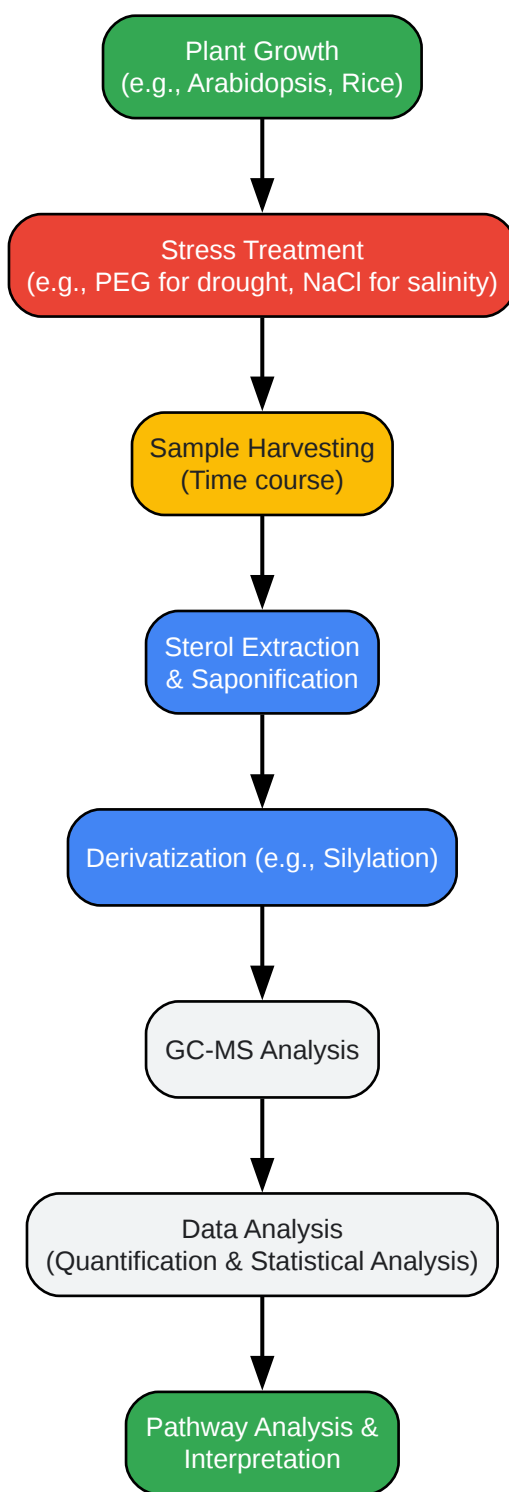 Plant Growth
(e.g., Arabidopsis, Rice)
Stress Treatment
(e.g., PEG for drought, NaCl for salinity)
Sample Harvesting
(Time course)
Sterol Extraction
& Saponification
Derivatization (e.g., Silylation)
GC-MS Analysis
Data Analysis
(Quantification & Statistical Analysis)
Pathway Analysis &
Interpretation